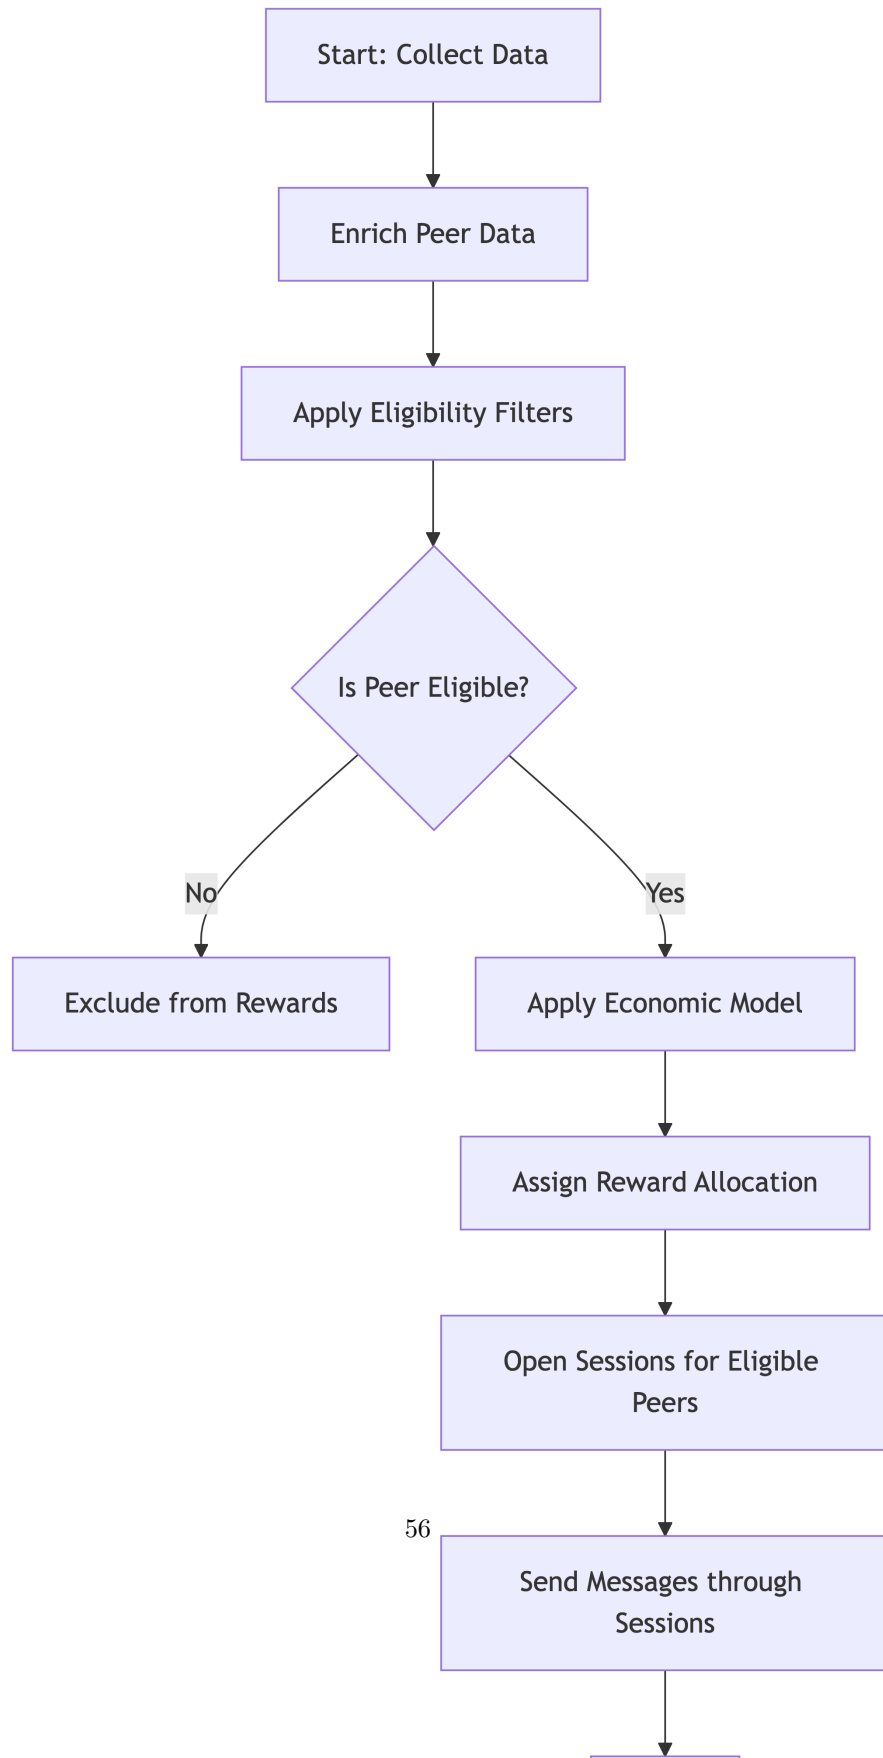 Start: Collect Data
Enrich Peer Data
Apply Eligibility Filters
Is Peer Eligible?
No
Yes
Exclude from Rewards
Apply Economic Model
Assign Reward Allocation
Open Sessions for Eligible
Peers
56
Send Messages through
Sessions